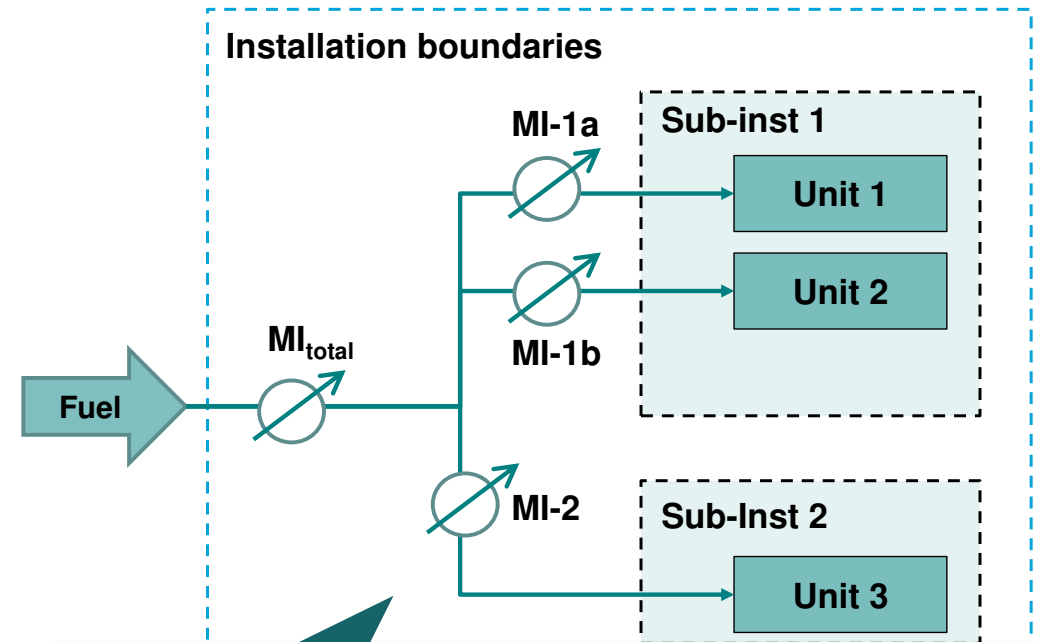 Installation boundaries
MI-1a
Sub-inst 1
Unit 1
Unit 2
MI-1b
MItotal
Fuel
MI-2
Sub-Inst 2
Unit 3